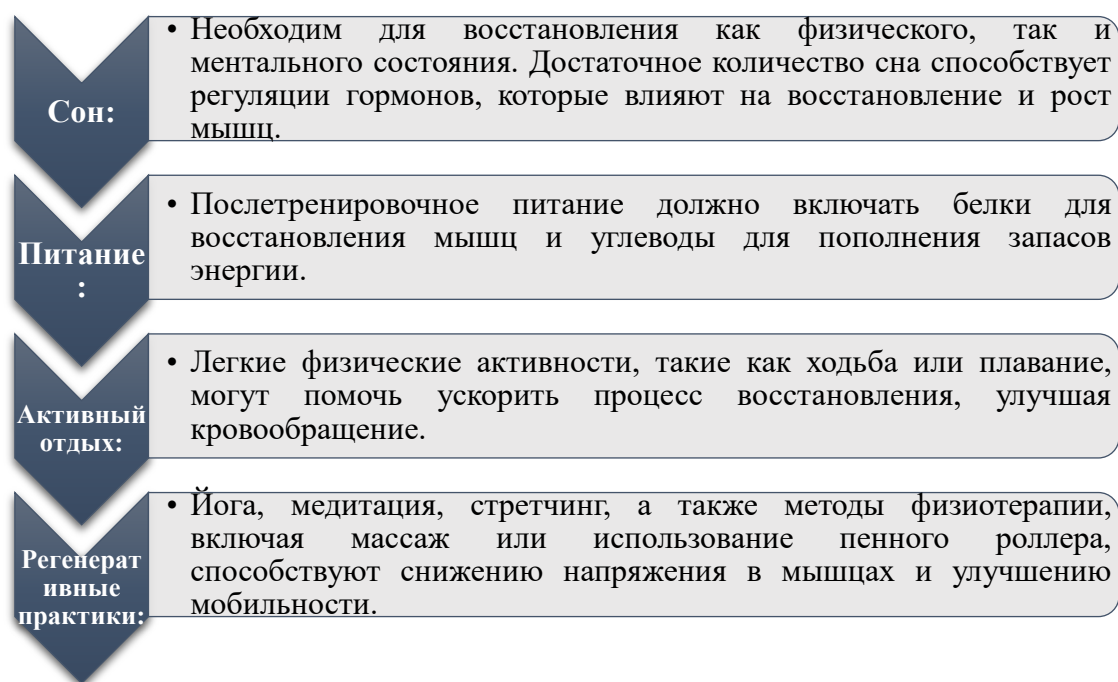 Сон:
• Необходим для восстановления как физического, так и
ментального состояния. Достаточное количество сна способствует
регуляции гормонов, которые влияют на восстановление и рост
мышц.
Питание
:
• Послетренировочное питание должно включать белки для
восстановления мышц и углеводы для пополнения запасов
энергии.
Активный
отдых:
• Легкие физические активности, такие как ходьба или плавание,
могут помочь ускорить процесс восстановления, улучшая
кровообращение.
Регенерат
ивные
практики:
• Йога, медитация, стретчинг, а также методы физиотерапии,
включая массаж или использование пенного роллера,
способствуют снижению напряжения в мышцах и улучшению
мобильности.